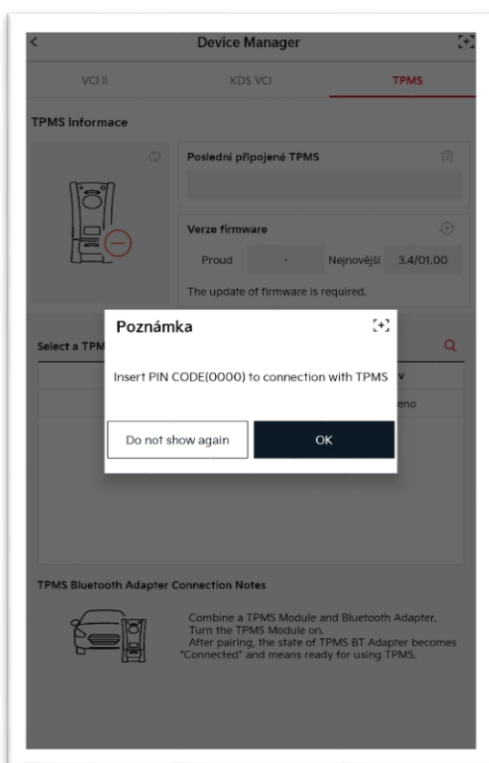 Device Manager
VCI II KDS VCI TPMS
TPMS Informace
Poslední připojené TPMS
Verze firmware
Proud - Nejnovější 3.4/01.00
The update of firmware is required.
Select a TPM
v
eno
Poznámka
Insert PIN CODE(0000) to connection with TPMS
Do not show again OK
TPMS Bluetooth Adapter Connection Notes
Combine a TPMS Module and Bluetooth Adapter,
Turn the TPMS Module on.
After pairing, the state of TPMS BT Adapter becomes
"Connected" and means ready for using TPMS.